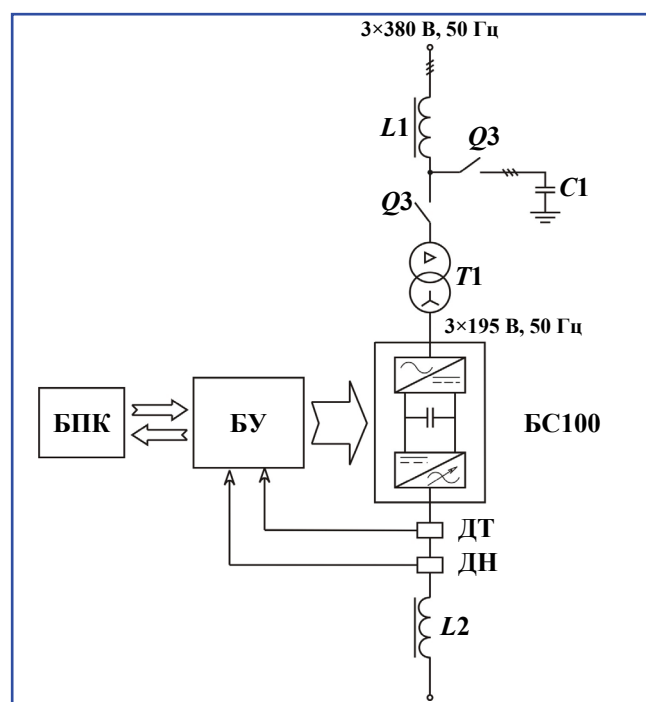 3×380 В, 50 Гц
L1
Q3
C1
Q3
T1
3×195 В, 50 Гц
БПК
БУ
БС100
ДТ
ДН
L2